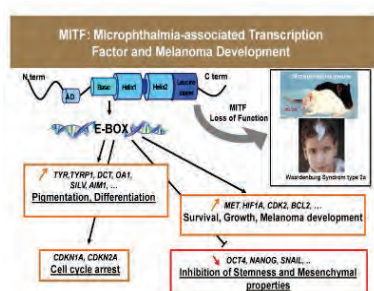 MITF: Microphthalmia-associated Transcription
Factor and Melanoma Development
N term
C term
AD
Basic
Helix1
Helix2
Leucine
zipper
MITF
Loss of Function
E-BOX
Waardenburg Syndrom type 2a
TYR,TYRP1, DCT, OA1,
SILV, AIM1, ...
Pigmentation, Differentiation
MET, HIF1A, CDK2, BCL2, ...
Survival, Growth, Melanoma development
CDKN1A, CDKN2A
Cell cycle arrest
OCT4, NANOG, SNAIL, ..
Inhibition of Stemness and Mesenchymal
properties